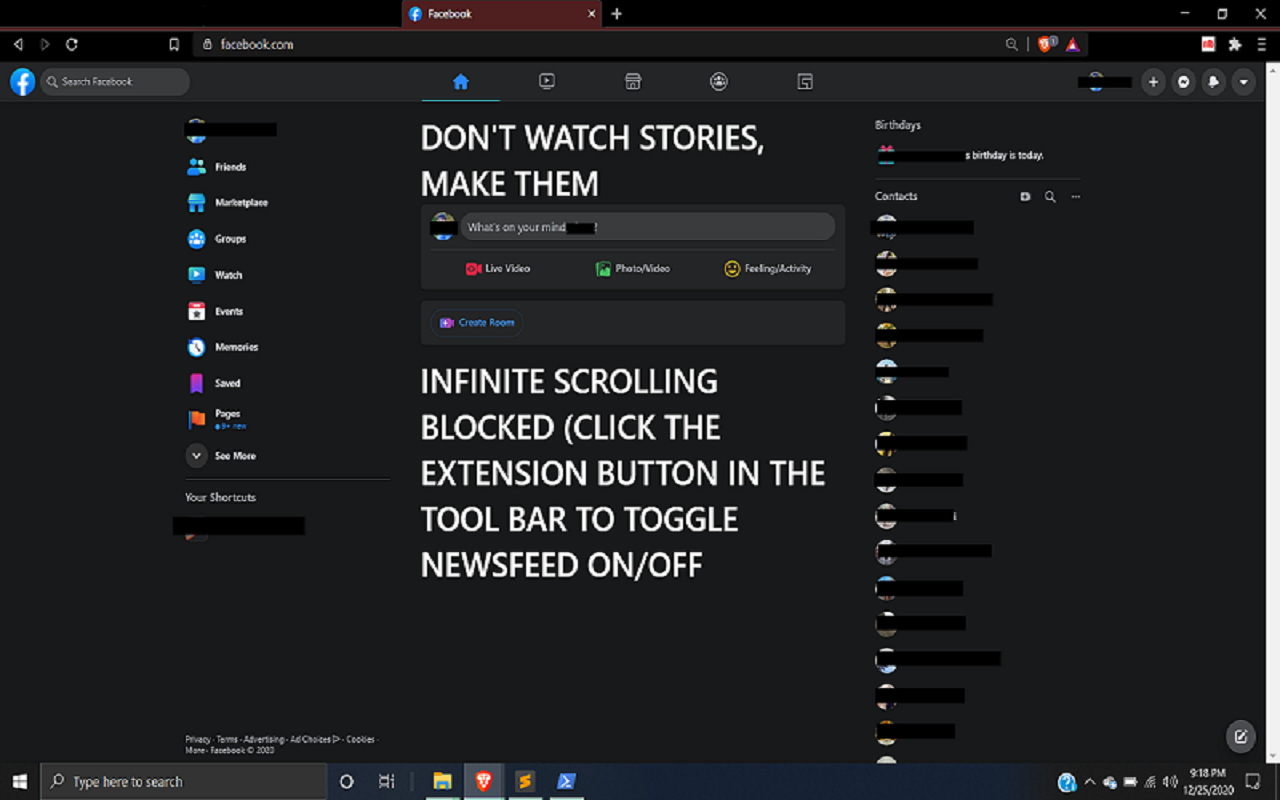 Facebook
facebook.com
Search Facebook
Friends
Marketplace
Groups
Watch
Events
Memories
Saved
Pages
9+ new
See More
Your Shortcuts
Privacy · Terms · Advertising · Ad Choices · Cookies ·
More · Facebook © 2020
DON'T WATCH STORIES,
MAKE THEM
What's on your mind
Live Video
Photo/Video
Feeling/Activity
Create Room
INFINITE SCROLLING
BLOCKED (CLICK THE
EXTENSION BUTTON IN THE
TOOL BAR TO TOGGLE
NEWSFEED ON/OFF
Birthdays
s birthday is today.
Contacts
Type here to search
9:18 PM
12/25/2020